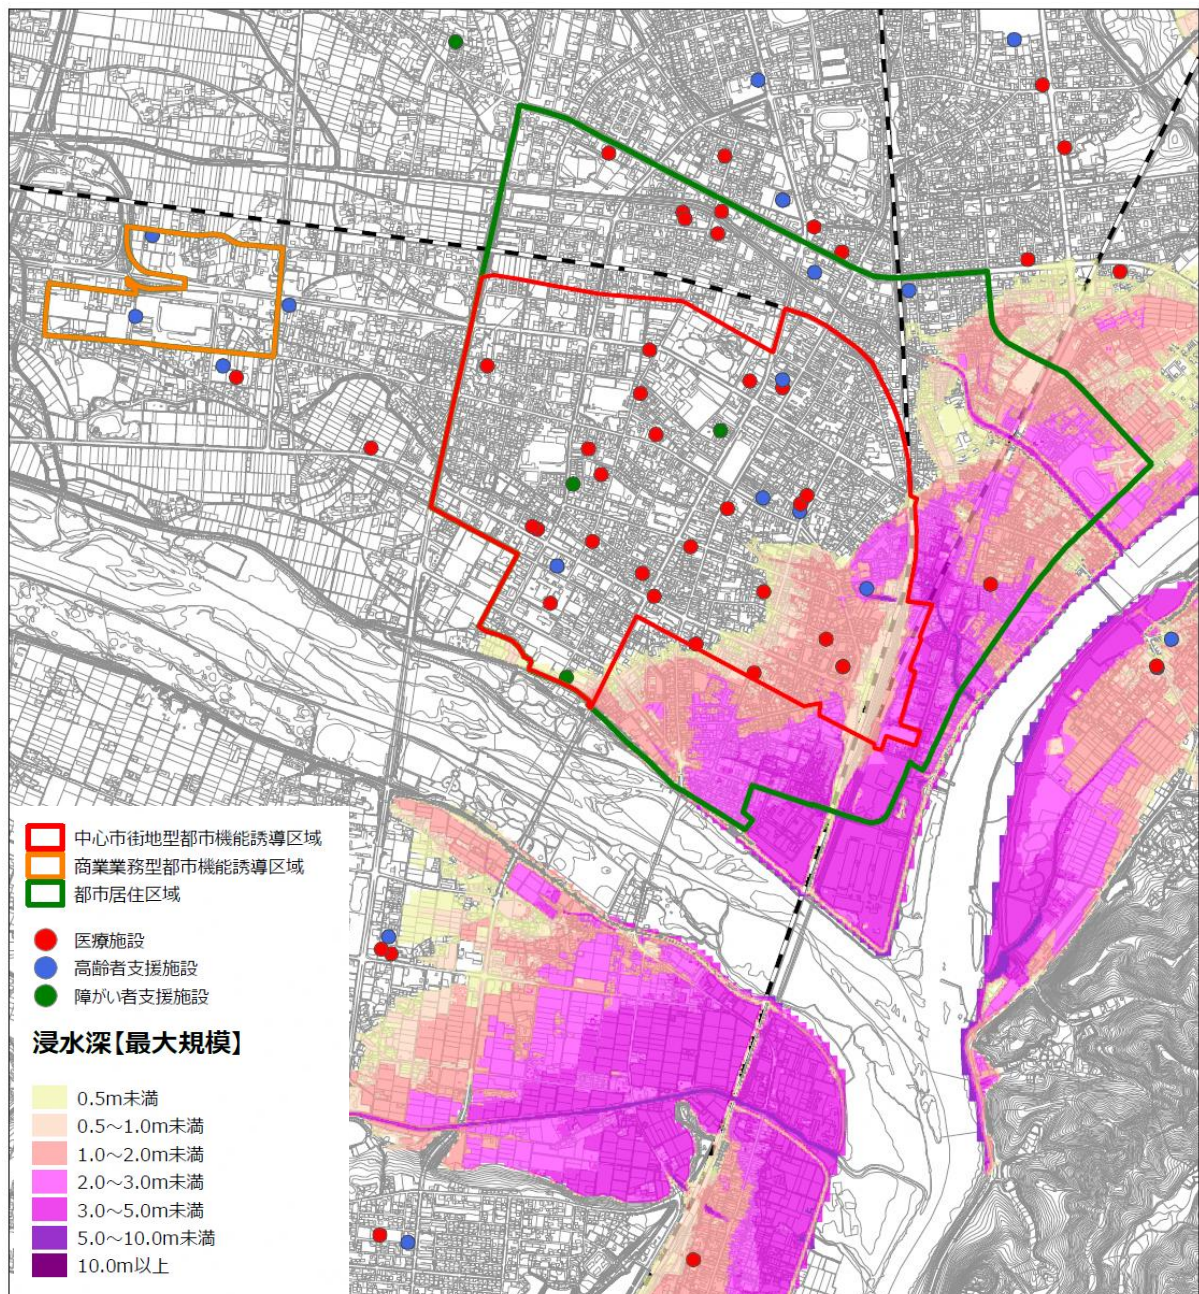 中心市街地型都市機能誘導区域
商業業務型都市機能誘導区域
都市居住区域
医療施設
高齢者支援施設
障がい者支援施設
浸水深【最大規模】
0.5m未満
0.5～1.0m未満
1.0～2.0m未満
2.0～3.0m未満
3.0～5.0m未満
5.0～10.0m未満
10.0m以上